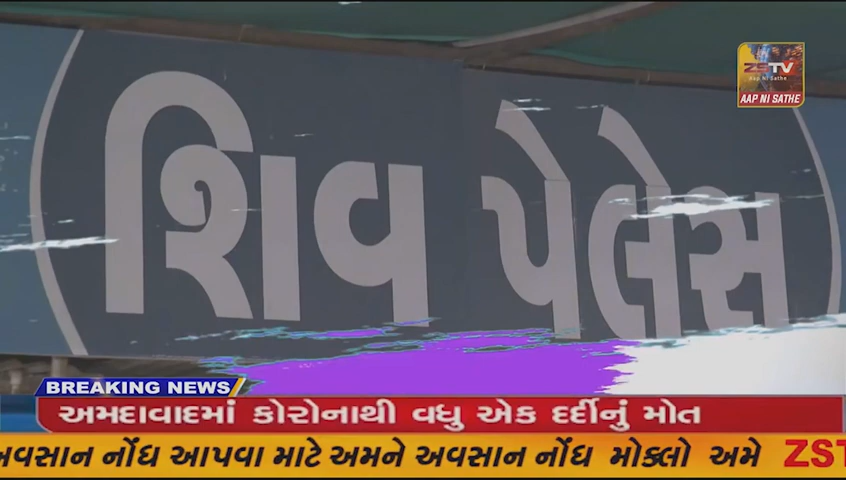 શિવ પેલેસ
ZSTV
Aap Ni Sathe
AAP NI SATHE
BREAKING NEWS
અમદાવાદમાં કોરોનાથી વધુ એક દર્દીનું મોત
અવસાન નોંધ આપવા માટે અમને અવસાન નોંધ મોકલો અમે ZST